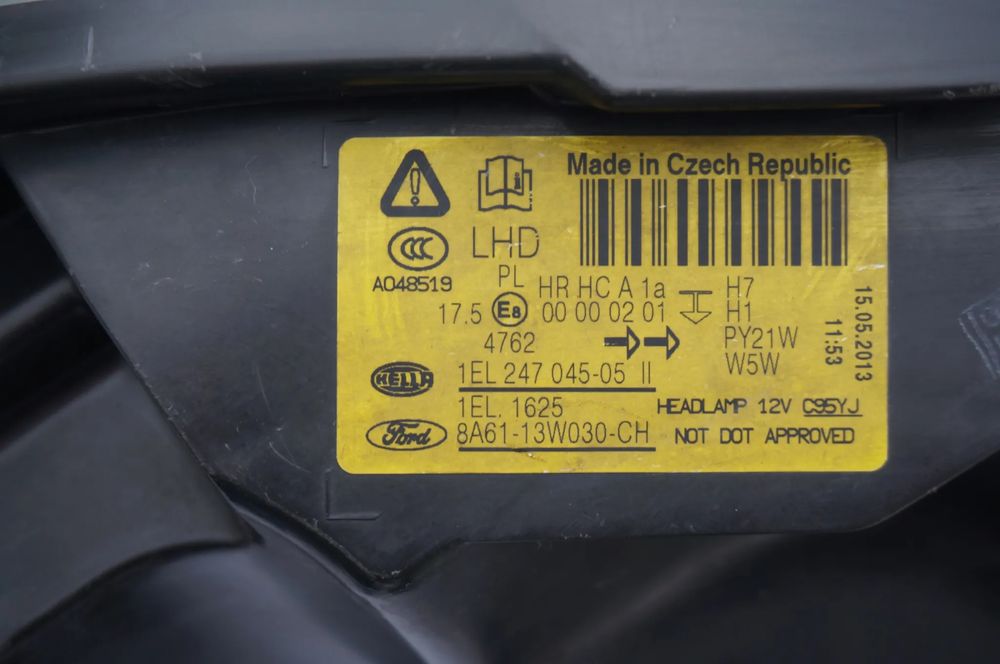 Made in Czech Republic
CCC
LHD
A048519
PL
HR HC A 1a
H7
17.5 E8 00 00 02 01
H1
4762
PY21W
W5W
15.05.2013
11:53
HELLA
1EL 247 045-05 II
1EL. 1625
HEADLAMP 12V C95YJ
Ford
8A61-13W030-CH
NOT DOT APPROVED